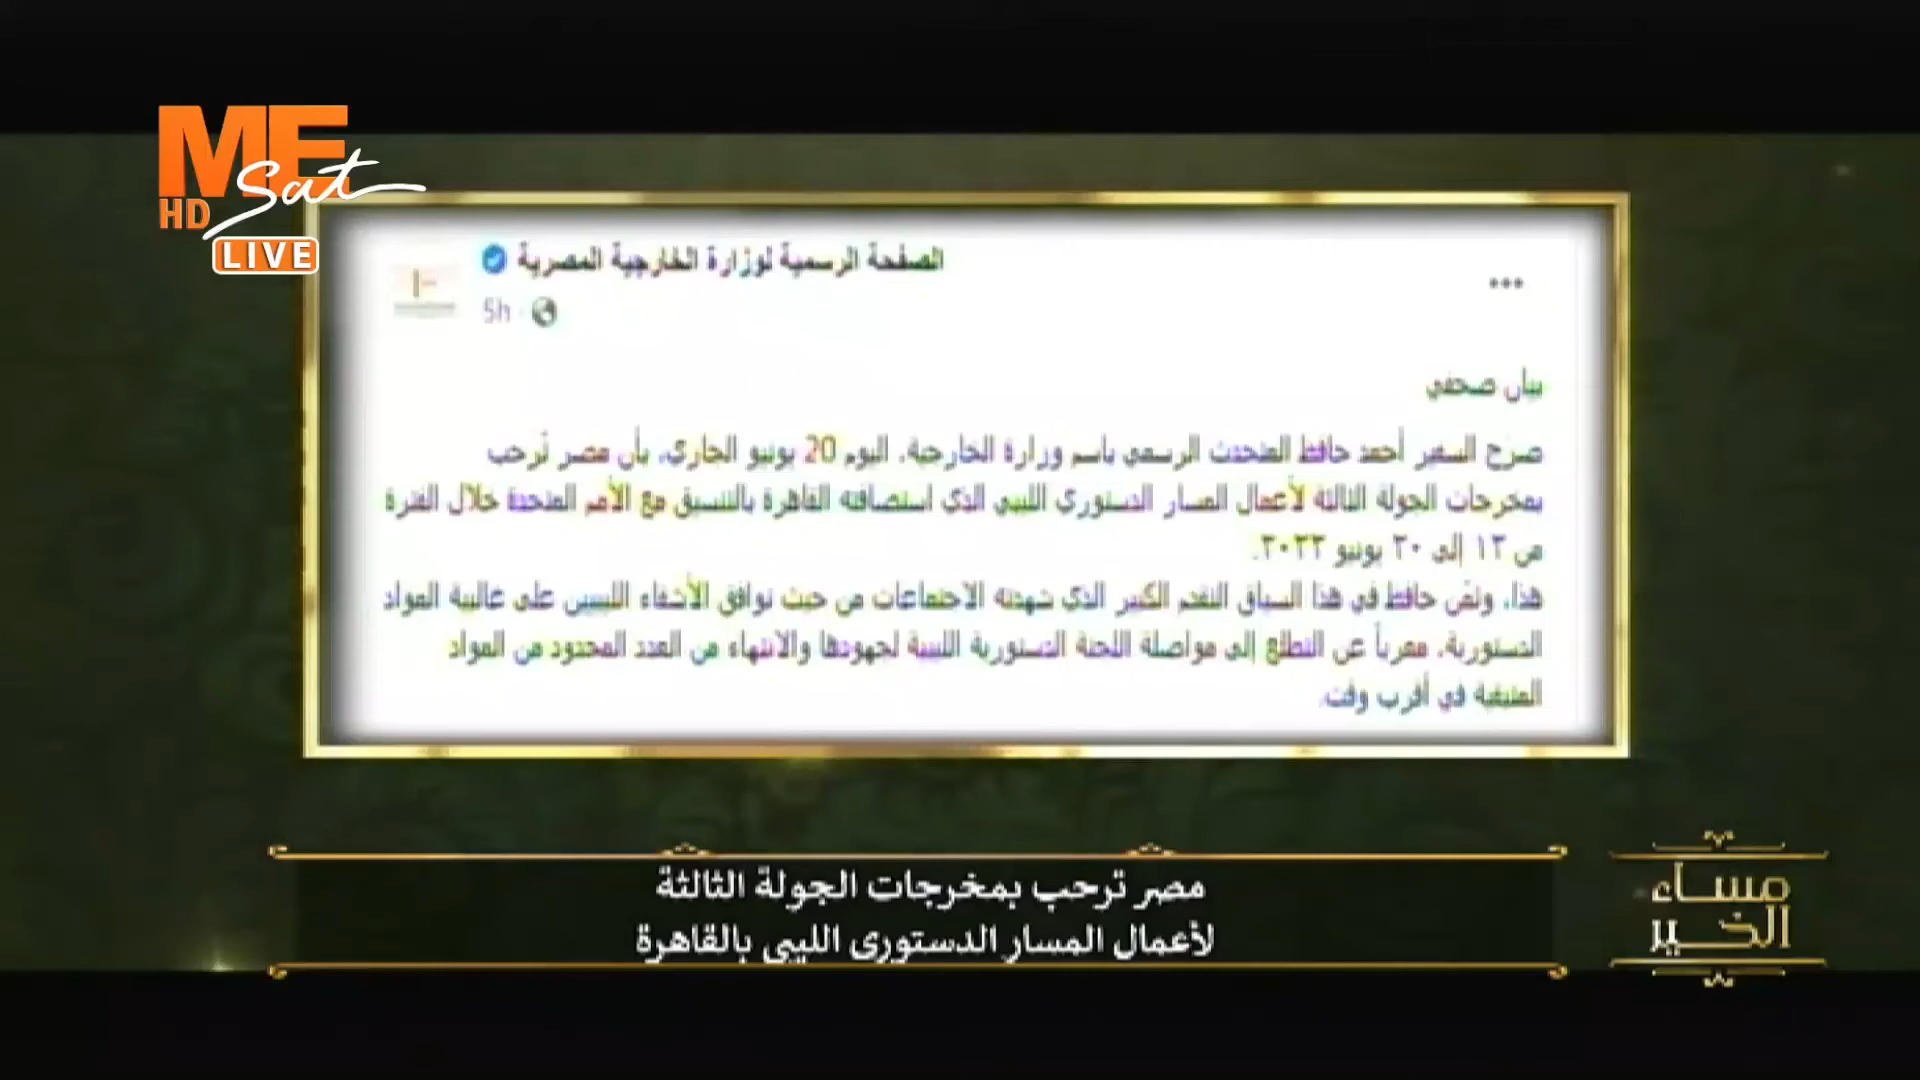 ME
Sat
HD
LIVE
الصفحة الرسمية لوزارة الخارجية المصرية
5h
بيان صحفي
صرح السفير أحمد حافظ المتحدث الرسمي باسم وزارة الخارجية، اليوم 20 يونيو الجاري، بأن مصر تُرحب
بمخرجات الجولة الثالثة لأعمال المسار الدستوري الليبي الذي استضافته القاهرة بالتنسيق مع الأمم المتحدة خلال الفترة
من ١٢ إلى ٢٠ يونيو ٢٠٢٢.
هذا، وثمّن حافظ في هذا السياق التقدم الكبير الذي شهدته الاجتماعات من حيث توافق الأشقاء الليبيين على غالبية المواد
الدستورية، معرباً عن التطلع إلى مواصلة اللجنة الدستورية الليبية لجهودها والانتهاء من العدد المحدود من المواد
المتبقية في أقرب وقت.
مصر ترحب بمخرجات الجولة الثالثة
لأعمال المسار الدستورى الليبى بالقاهرة
مساء
الخير